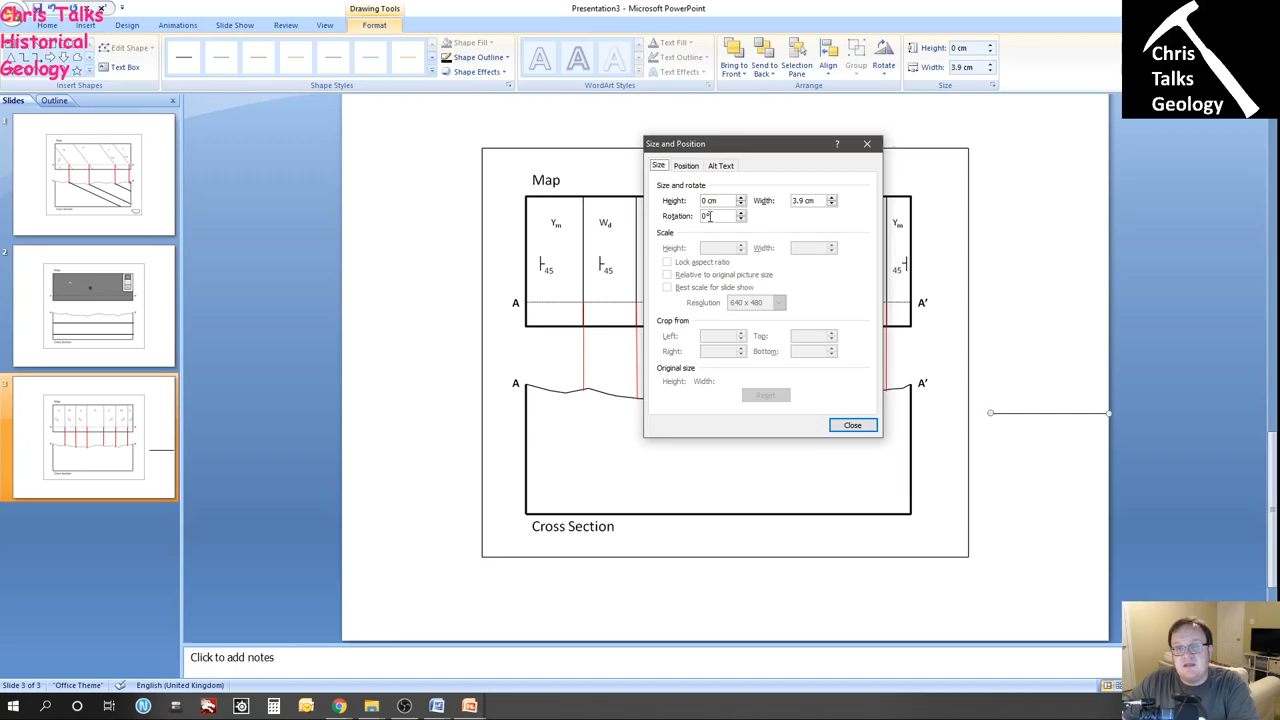 Chris Talks
Historical
Geology
Drawing Tools
Presentation3 - Microsoft PowerPoint
Home
Insert
Design
Animations
Slide Show
Review
View
Format
Edit Shape
Text Box
Insert Shapes
Shape Fill
Shape Outline
Shape Effects
Shape Styles
Text Fill
Text Outline
Text Effects
WordArt Styles
Bring to Front
Send to Back
Selection Pane
Align
Group
Rotate
Arrange
Height: 0 cm
Width: 3.9 cm
Size
Chris
Talks
Geology
Slides
Outline
1
2
3
Map
Ym
Wd
Ym
45
45
45
A
A'
A
A'
Cross Section
Size and Position
?
Size
Position
Alt Text
Size and rotate
Height: 0 cm Width: 3.9 cm
Rotation: 0°
Scale
Height: Width:
Lock aspect ratio
Relative to original picture size
Best scale for slide show
Resolution 640 x 480
Crop from
Left: Top:
Right: Bottom:
Original size
Height: Width:
Reset
Close
Click to add notes
Slide 3 of 3
"Office Theme"
English (United Kingdom)